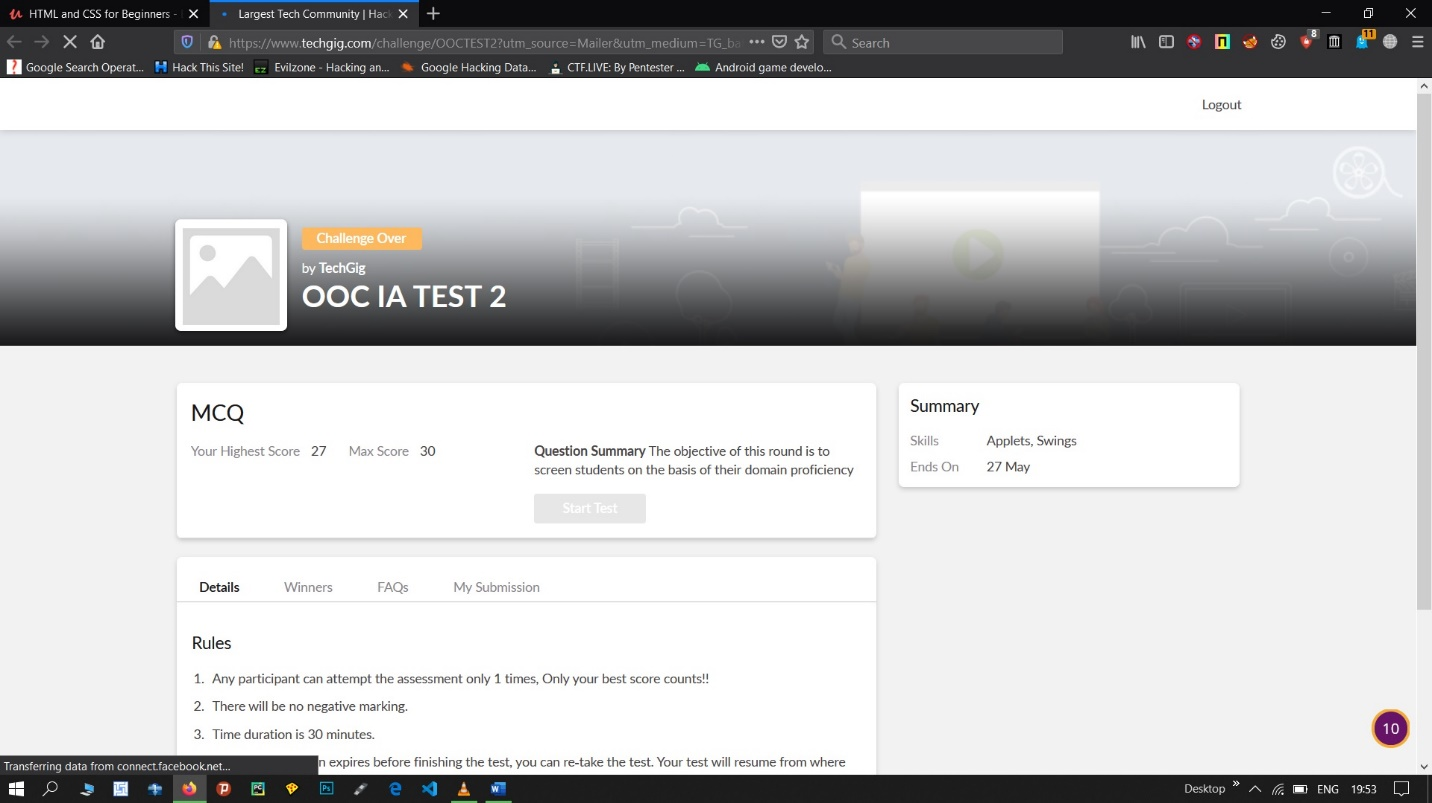 HTML and CSS for Beginners -
Largest Tech Community | Hac
https://www.techgig.com/challenge/OOCTEST2?utm_source=Mailer&utm_medium=TG_ba
Search
8
11
Google Search Operat...
Hack This Site!
Evilzone - Hacking an...
Google Hacking Data...
CTF.LIVE: By Pentester ...
Android game develo...
Logout
Challenge Over
by TechGig
OOC IA TEST 2
MCQ
Your Highest Score 27 Max Score 30
Question Summary The objective of this round is to
screen students on the basis of their domain proficiency
Start Test
Summary
Skills Applets, Swings
Ends On 27 May
Details Winners FAQs My Submission
Rules
1. Any participant can attempt the assessment only 1 times, Only your best score counts!!
2. There will be no negative marking.
3. Time duration is 30 minutes.
n expires before finishing the test, you can re-take the test. Your test will resume from where
10
Transferring data from connect.facebook.net...
Desktop ENG 19:53